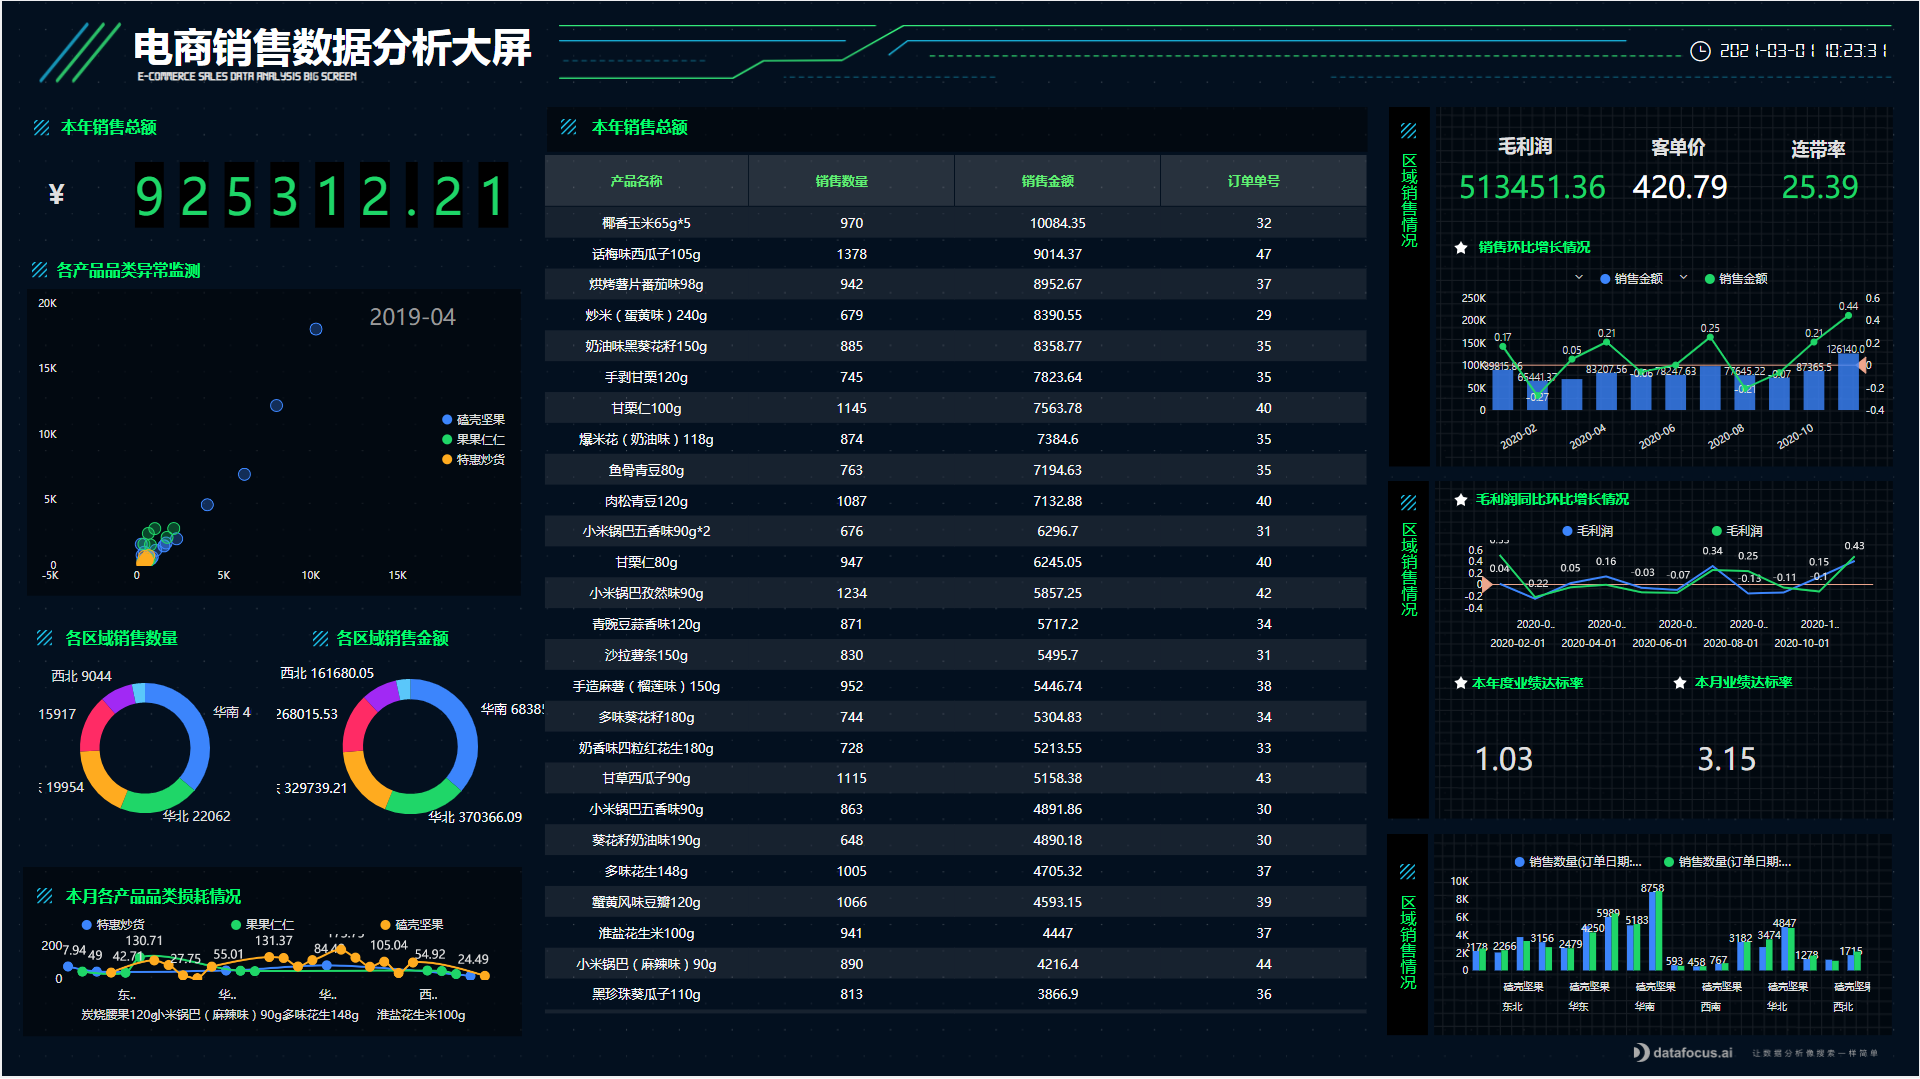 电商销售数据分析大屏
E-COMMERCE SALES DATA ANALYSIS BIG SCREEN
2021-03-01 10:23:31
本年销售总额
¥ 925312.21
各产品品类异常监测
2019-04
20K
15K
10K
5K
0
-5K 0 5K 10K 15K
磕壳坚果
果果仁仁
特惠炒货
各区域销售数量
西北 9044
15917
华南 4
19954
华北 22062
各区域销售金额
西北 161680.05
268015.53
华南 6838
329739.21
华北 370366.09
本月各产品品类损耗情况
特惠炒货 果果仁仁 磕壳坚果
200
0
7.94 49 42.71 130.71 27.75 55.01 131.37 84.4 105.04 54.92 24.49
东.. 华.. 华.. 西..
炭烧腰果120g 小米锅巴（麻辣味）90g 多味花生148g 淮盐花生米100g
本年销售总额
产品名称 销售数量 销售金额 订单单号
椰香玉米65g*5 970 10084.35 32
话梅味西瓜子105g 1378 9014.37 47
烘烤薯片番茄味98g 942 8952.67 37
炒米（蛋黄味）240g 679 8390.55 29
奶油味黑葵花籽150g 885 8358.77 35
手剥甘栗120g 745 7823.64 35
甘栗仁100g 1145 7563.78 40
爆米花（奶油味）118g 874 7384.6 35
鱼骨青豆80g 763 7194.63 35
肉松青豆120g 1087 7132.88 40
小米锅巴五香味90g*2 676 6296.7 31
甘栗仁80g 947 6245.05 40
小米锅巴孜然味90g 1234 5857.25 42
青豌豆蒜香味120g 871 5717.2 34
沙拉薯条150g 830 5495.7 31
手造麻薯（榴莲味）150g 952 5446.74 38
多味葵花籽180g 744 5304.83 34
奶香味四粒红花生180g 728 5213.55 33
甘草西瓜子90g 1115 5158.38 43
小米锅巴五香味90g 863 4891.86 30
葵花籽奶油味190g 648 4890.18 30
多味花生148g 1005 4705.32 37
蟹黄风味豆瓣120g 1066 4593.15 39
淮盐花生米100g 941 4447 37
小米锅巴（麻辣味）90g 890 4216.4 44
黑珍珠葵瓜子110g 813 3866.9 36
区域销售情况
毛利润 客单价 连带率
513451.36 420.79 25.39
销售环比增长情况
销售金额 销售金额
250K
200K
150K
100K
50K
0
0.6
0.4
0.2
0
-0.2
-0.4
0.17 -0.27 0.05 0.21 -0.06 0.25 -0.21 -0.07 0.21 0.44
89815.86 65441.37 83207.56 78247.63 77645.22 87365.5 126140.0
2020-02 2020-04 2020-06 2020-08 2020-10
区域销售情况
毛利润同比环比增长情况
毛利润 毛利润
0.6
0.4
0.2
0
-0.2
-0.4
0.04 -0.22 0.05 0.16 -0.03 -0.07 0.34 0.25 -0.13 -0.11 0.15 -0.1 0.43
2020-0.. 2020-0.. 2020-0.. 2020-0.. 2020-1..
2020-02-01 2020-04-01 2020-06-01 2020-08-01 2020-10-01
本年度业绩达标率 本月业绩达标率
1.03 3.15
区域销售情况
销售数量(订单日期:... 销售数量(订单日期:...
10K
8K
6K
4K
2K
0
2178 2266 3156 2479 4250 5989 5183 8758 593 458 767 3182 3474 4847 1278 1715
磕壳坚果 磕壳坚果 磕壳坚果 磕壳坚果 磕壳坚果 磕壳坚果
东北 华东 华南 西南 华北 西北
datafocus.ai 让数据分析像搜索一样简单